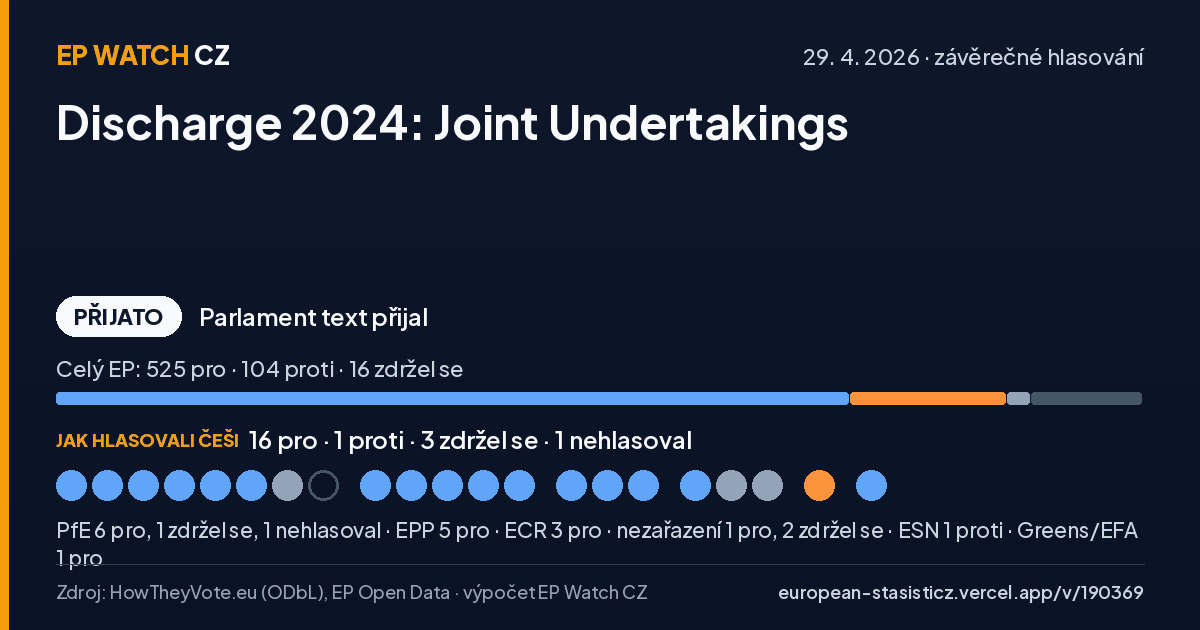 EP WATCH CZ
29. 4. 2026 · závěrečné hlasování
Discharge 2024: Joint Undertakings
PŘIJATO
Parlament text přijal
Celý EP: 525 pro · 104 proti · 16 zdržel se
JAK HLASOVALI ČEŠI 16 pro · 1 proti · 3 zdržel se · 1 nehlasoval
PfE 6 pro, 1 zdržel se, 1 nehlasoval · EPP 5 pro · ECR 3 pro · nezařazení 1 pro, 2 zdržel se · ESN 1 proti · Greens/EFA
1 pro
Zdroj: HowTheyVote.eu (ODbL), EP Open Data · výpočet EP Watch CZ
european-stasisticz.vercel.app/v/190369